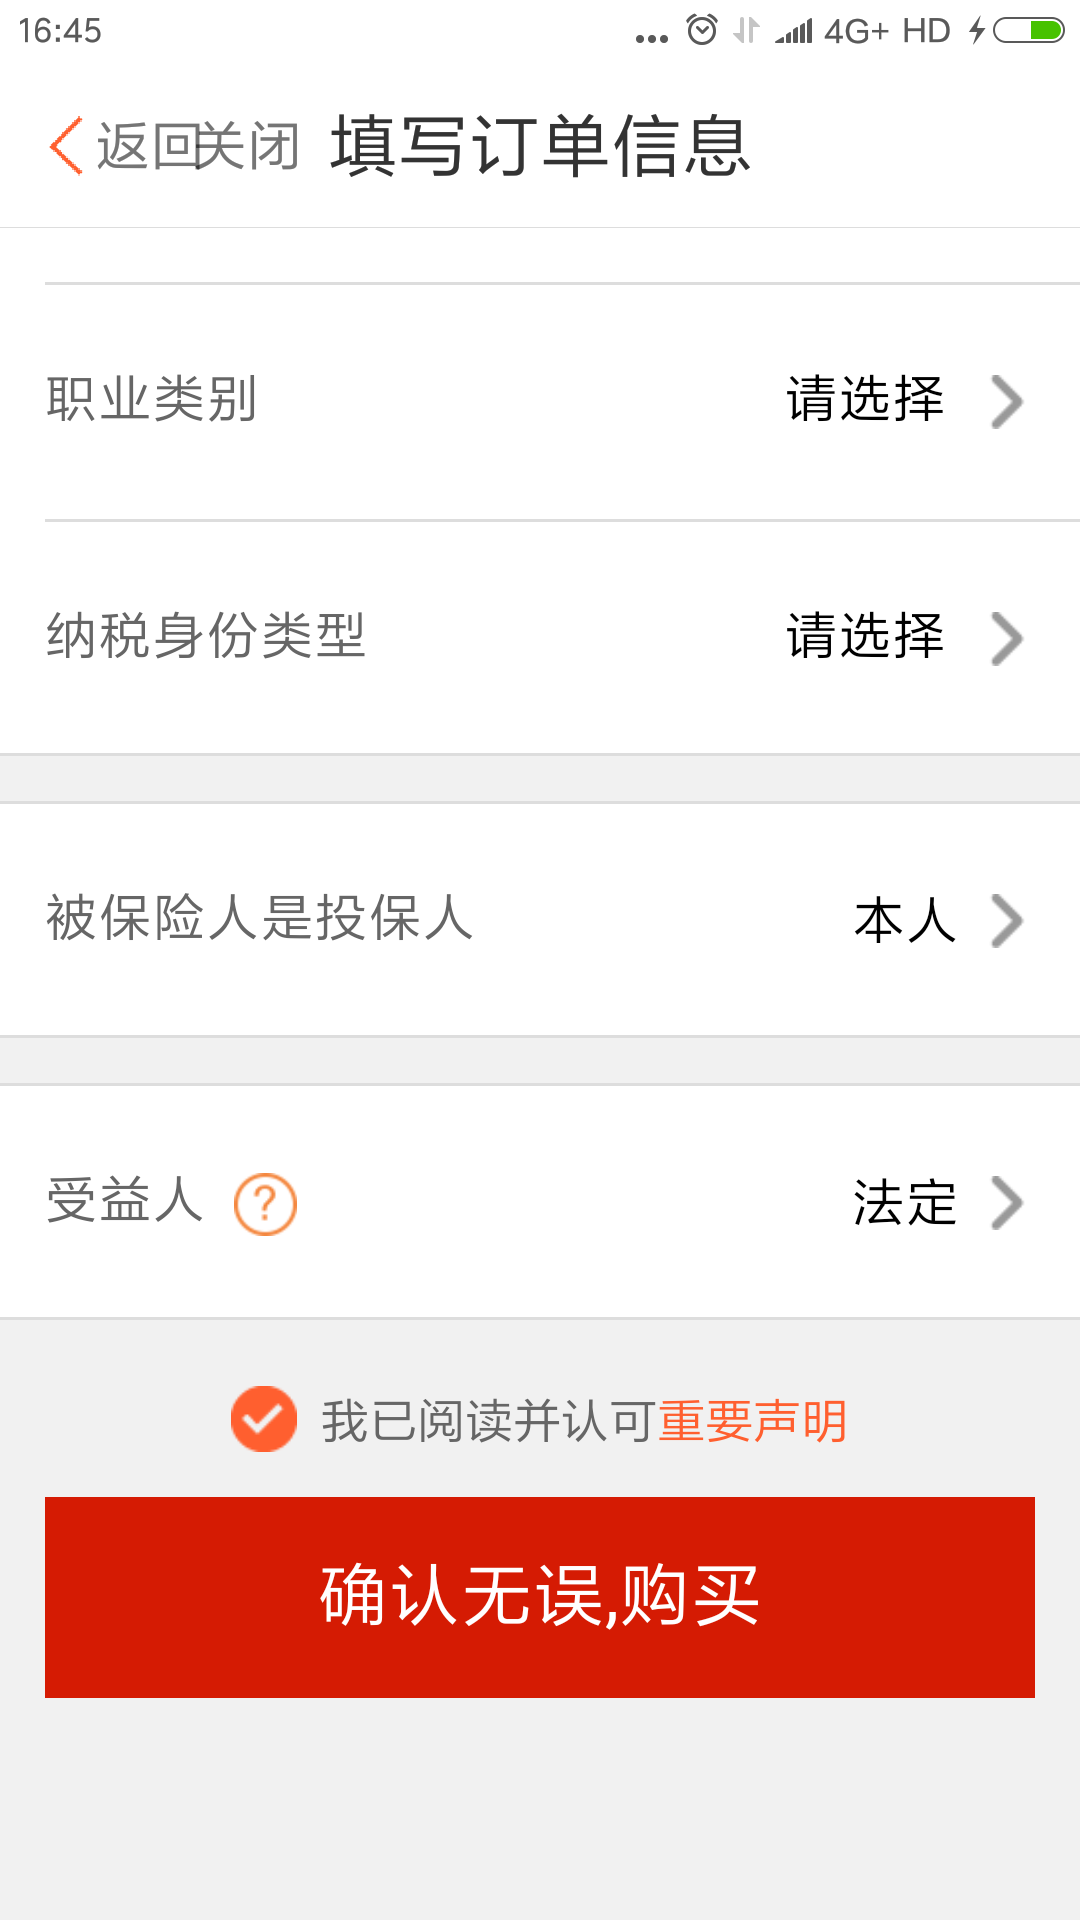 16:45 ... 4G+ HD
返回关闭 填写订单信息
职业类别 请选择
纳税身份类型 请选择
被保险人是投保人 本人
受益人 ? 法定
我已阅读并认可重要声明
确认无误,购买